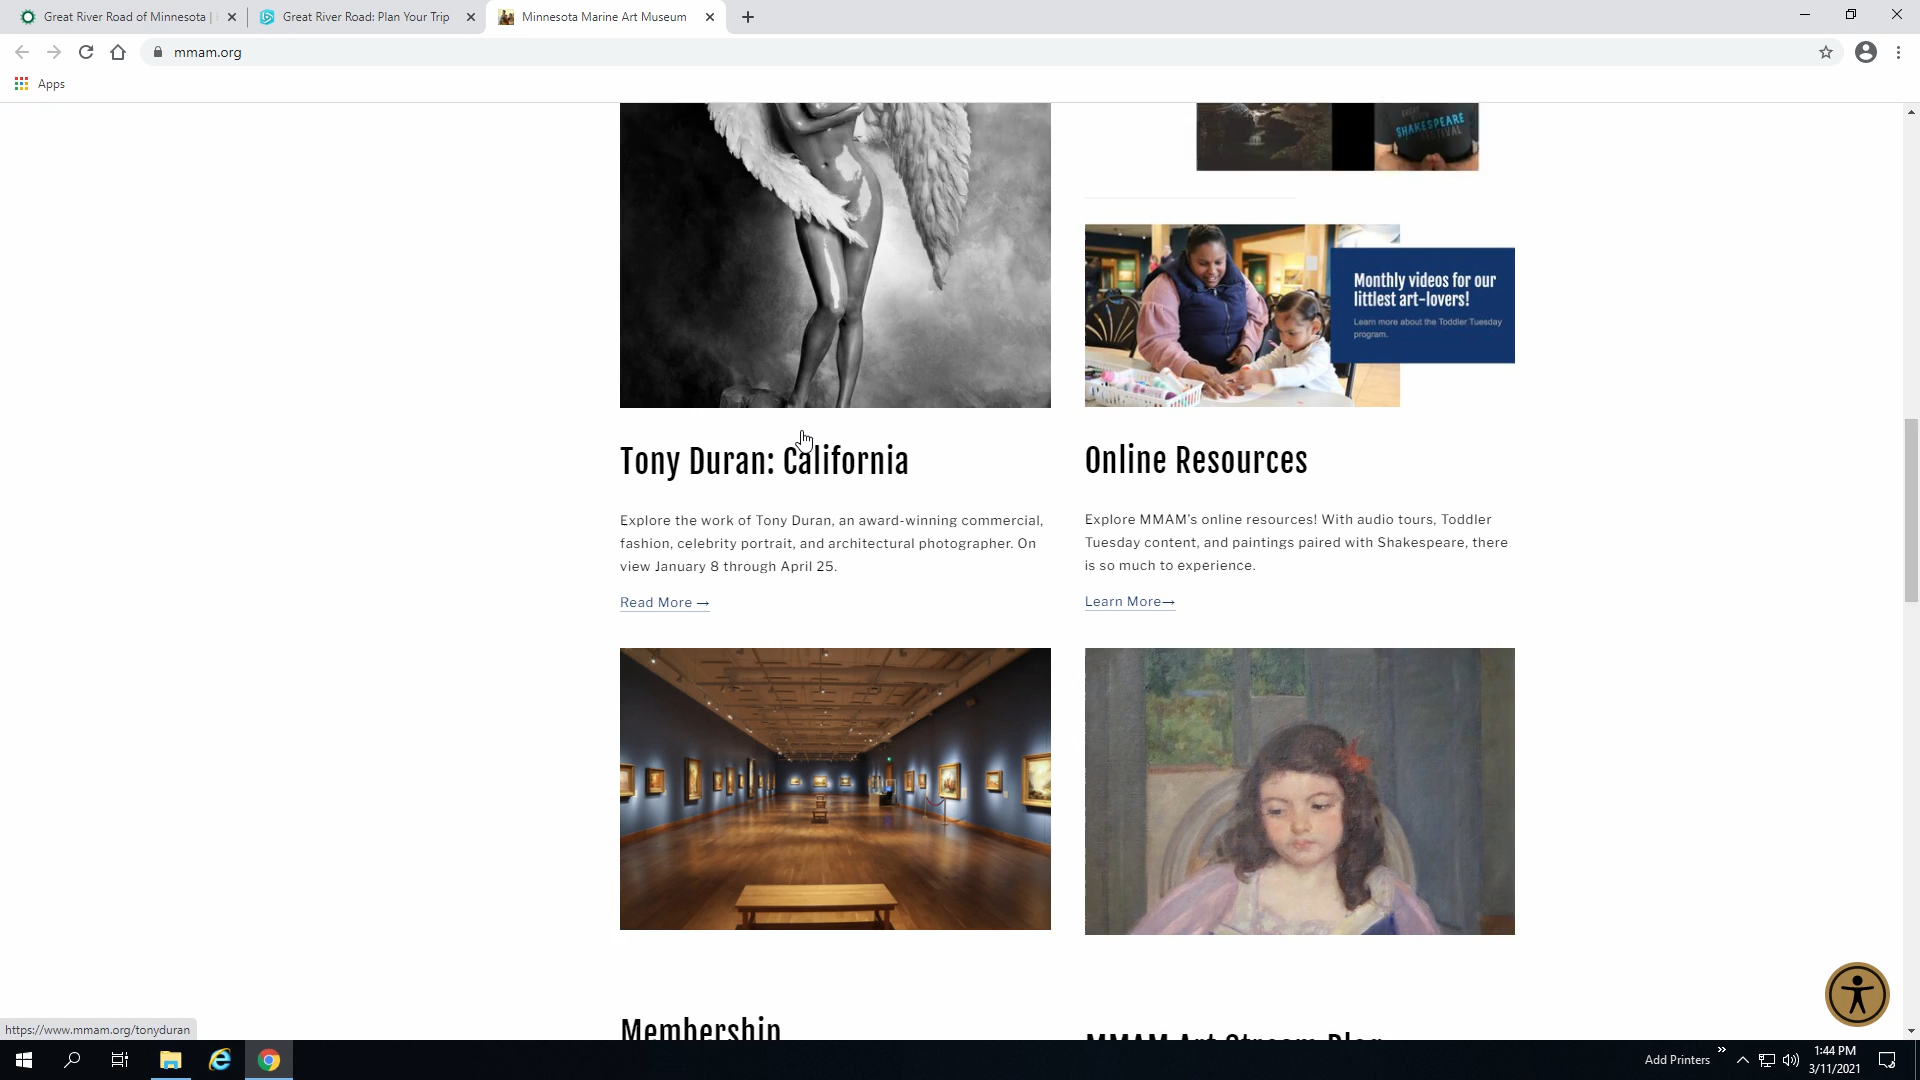 Great River Road of Minnesota |
Great River Road: Plan Your Trip
Minnesota Marine Art Museum
mmam.org
Apps
SHAKESPEARE
FESTIVAL
Monthly videos for our
littlest art-lovers!
Learn more about the Toddler Tuesday
program.
Tony Duran: California
Explore the work of Tony Duran, an award-winning commercial,
fashion, celebrity portrait, and architectural photographer. On
view January 8 through April 25.
Read More →
Online Resources
Explore MMAM's online resources! With audio tours, Toddler
Tuesday content, and paintings paired with Shakespeare, there
is so much to experience.
Learn More→
Membership
MMAM Art Stream Blog
https://www.mmam.org/tonyduran
Add Printers
1:44 PM
3/11/2021